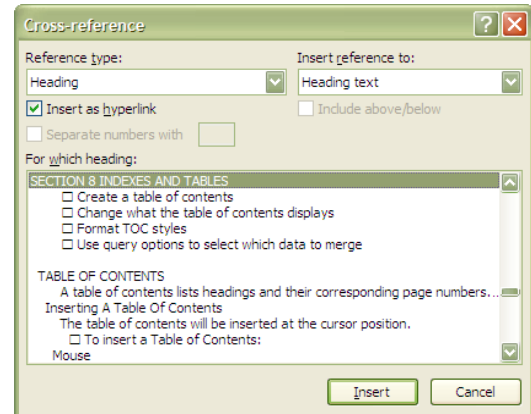 Cross-reference
Reference type: Insert reference to:
Heading Heading text
Insert as hyperlink Include above/below
Separate numbers with
For which heading:
SECTION 8 INDEXES AND TABLES
☐ Create a table of contents
☐ Change what the table of contents displays
☐ Format TOC styles
☐ Use query options to select which data to merge
TABLE OF CONTENTS
A table of contents lists headings and their corresponding page numbers...
Inserting A Table Of Contents
The table of contents will be inserted at the cursor position.
☐ To insert a Table of Contents:
Mouse
Insert Cancel